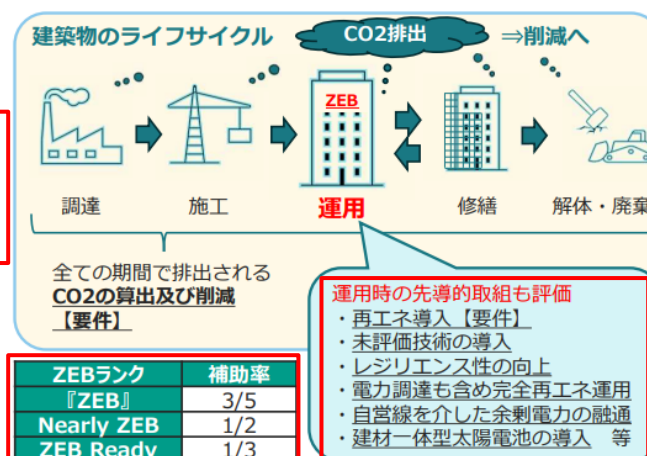 建築物のライフサイクル
CO2排出
⇒削減へ
ZEB
調達
施工
運用
修繕
解体・廃棄
全ての期間で排出される
CO2の算出及び削減
【要件】
運用時の先導的取組も評価
・再エネ導入【要件】
・未評価技術の導入
・レジリエンス性の向上
・電力調達も含め完全再エネ運用
・自営線を介した余剰電力の融通
・建材一体型太陽電池の導入 等
ZEBランク 補助率
『ZEB』 3/5
Nearly ZEB 1/2
ZEB Ready 1/3